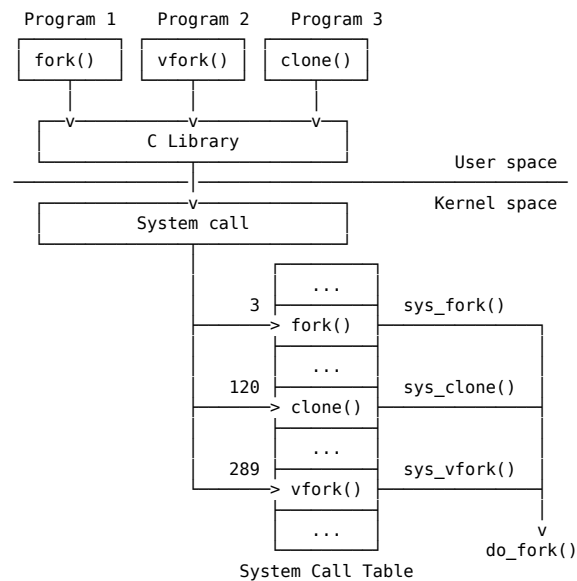 Program 1 Program 2 Program 3
fork() vfork() clone()
C Library
User space
Kernel space
System call
...
3 fork() sys_fork()
...
120 clone() sys_clone()
...
289 vfork() sys_vfork()
...
do_fork()
System Call Table